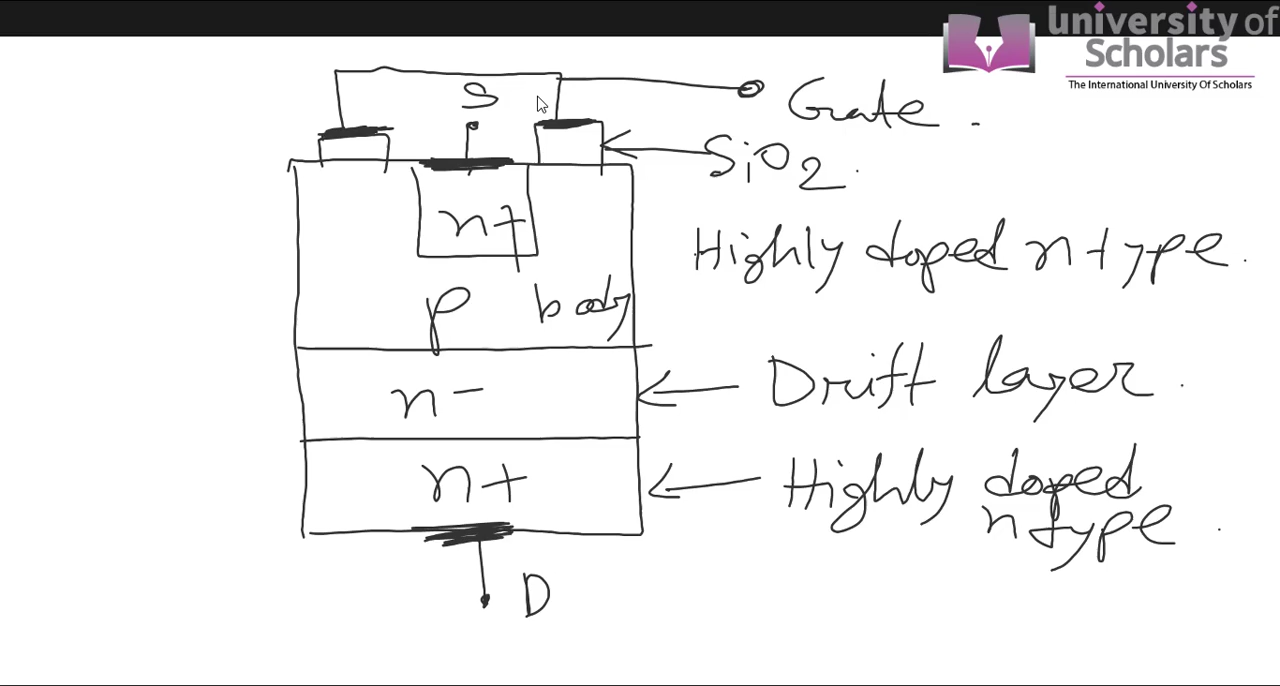 University of
Scholars
The International University Of Scholars
S
Gate.
SiO2.
n+
Highly doped n type.
p body
n-
Drift layer.
n+
Highly doped
n type.
D